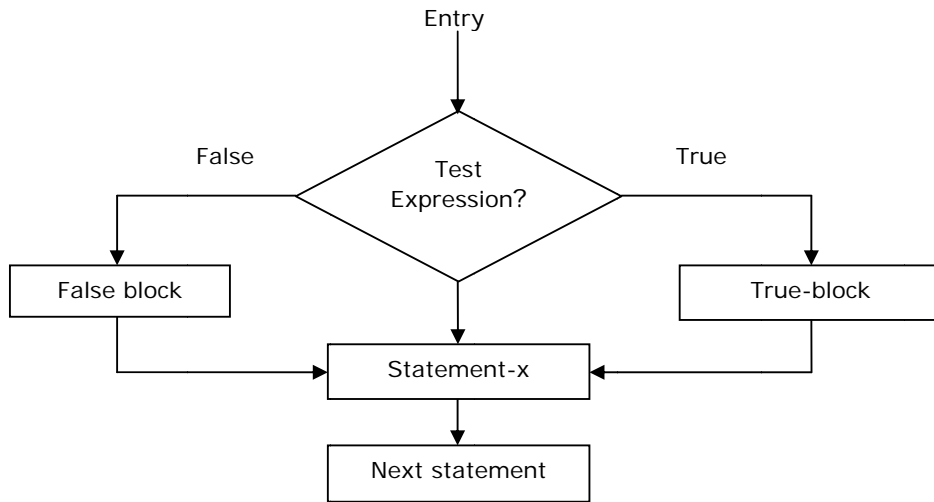 Entry
False
True
Test
Expression?
False block
True-block
Statement-x
Next statement